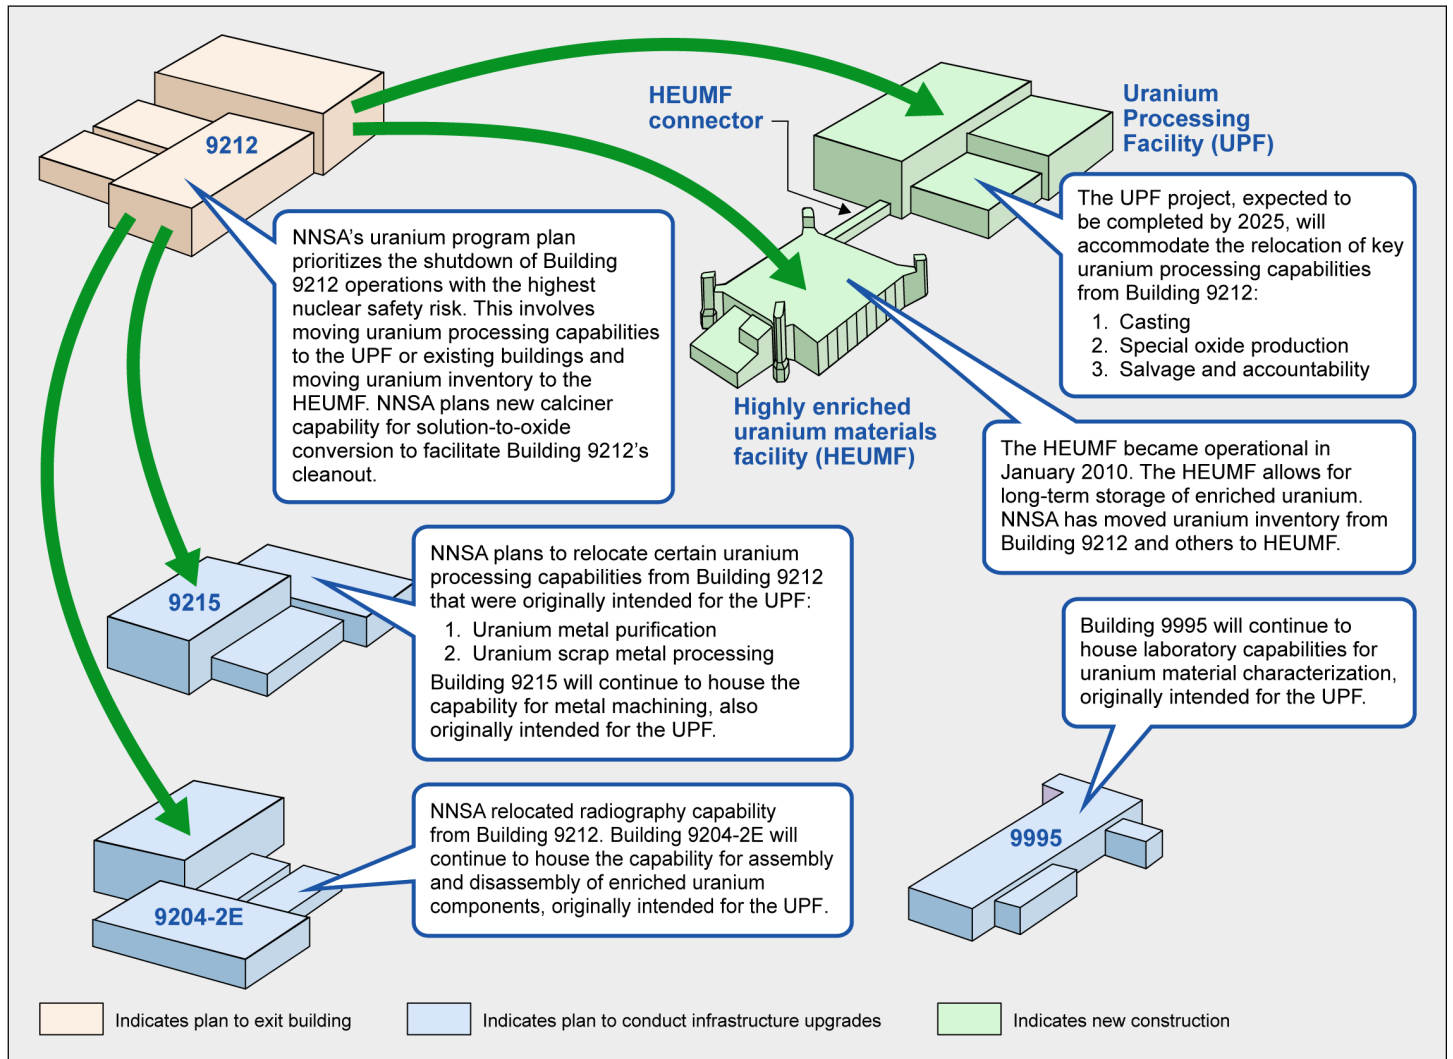 9212
HEUMF
connector
Uranium
Processing
Facility (UPF)
NNSA's uranium program plan
prioritizes the shutdown of Building
9212 operations with the highest
nuclear safety risk. This involves
moving uranium processing capabilities
to the UPF or existing buildings and
moving uranium inventory to the
HEUMF. NNSA plans new calciner
capability for solution-to-oxide
conversion to facilitate Building 9212's
cleanout.
The UPF project, expected to
be completed by 2025, will
accommodate the relocation of key
uranium processing capabilities
from Building 9212:
1. Casting
2. Special oxide production
3. Salvage and accountability
Highly enriched
uranium materials
facility (HEUMF)
The HEUMF became operational in
January 2010. The HEUMF allows for
long-term storage of enriched uranium.
NNSA has moved uranium inventory from
Building 9212 and others to HEUMF.
9215
NNSA plans to relocate certain uranium
processing capabilities from Building 9212
that were originally intended for the UPF:
1. Uranium metal purification
2. Uranium scrap metal processing
Building 9215 will continue to house the
capability for metal machining, also
originally intended for the UPF.
Building 9995 will continue to
house laboratory capabilities for
uranium material characterization,
originally intended for the UPF.
9204-2E
NNSA relocated radiography capability
from Building 9212. Building 9204-2E will
continue to house the capability for assembly
and disassembly of enriched uranium
components, originally intended for the UPF.
9995
Indicates plan to exit building
Indicates plan to conduct infrastructure upgrades
Indicates new construction